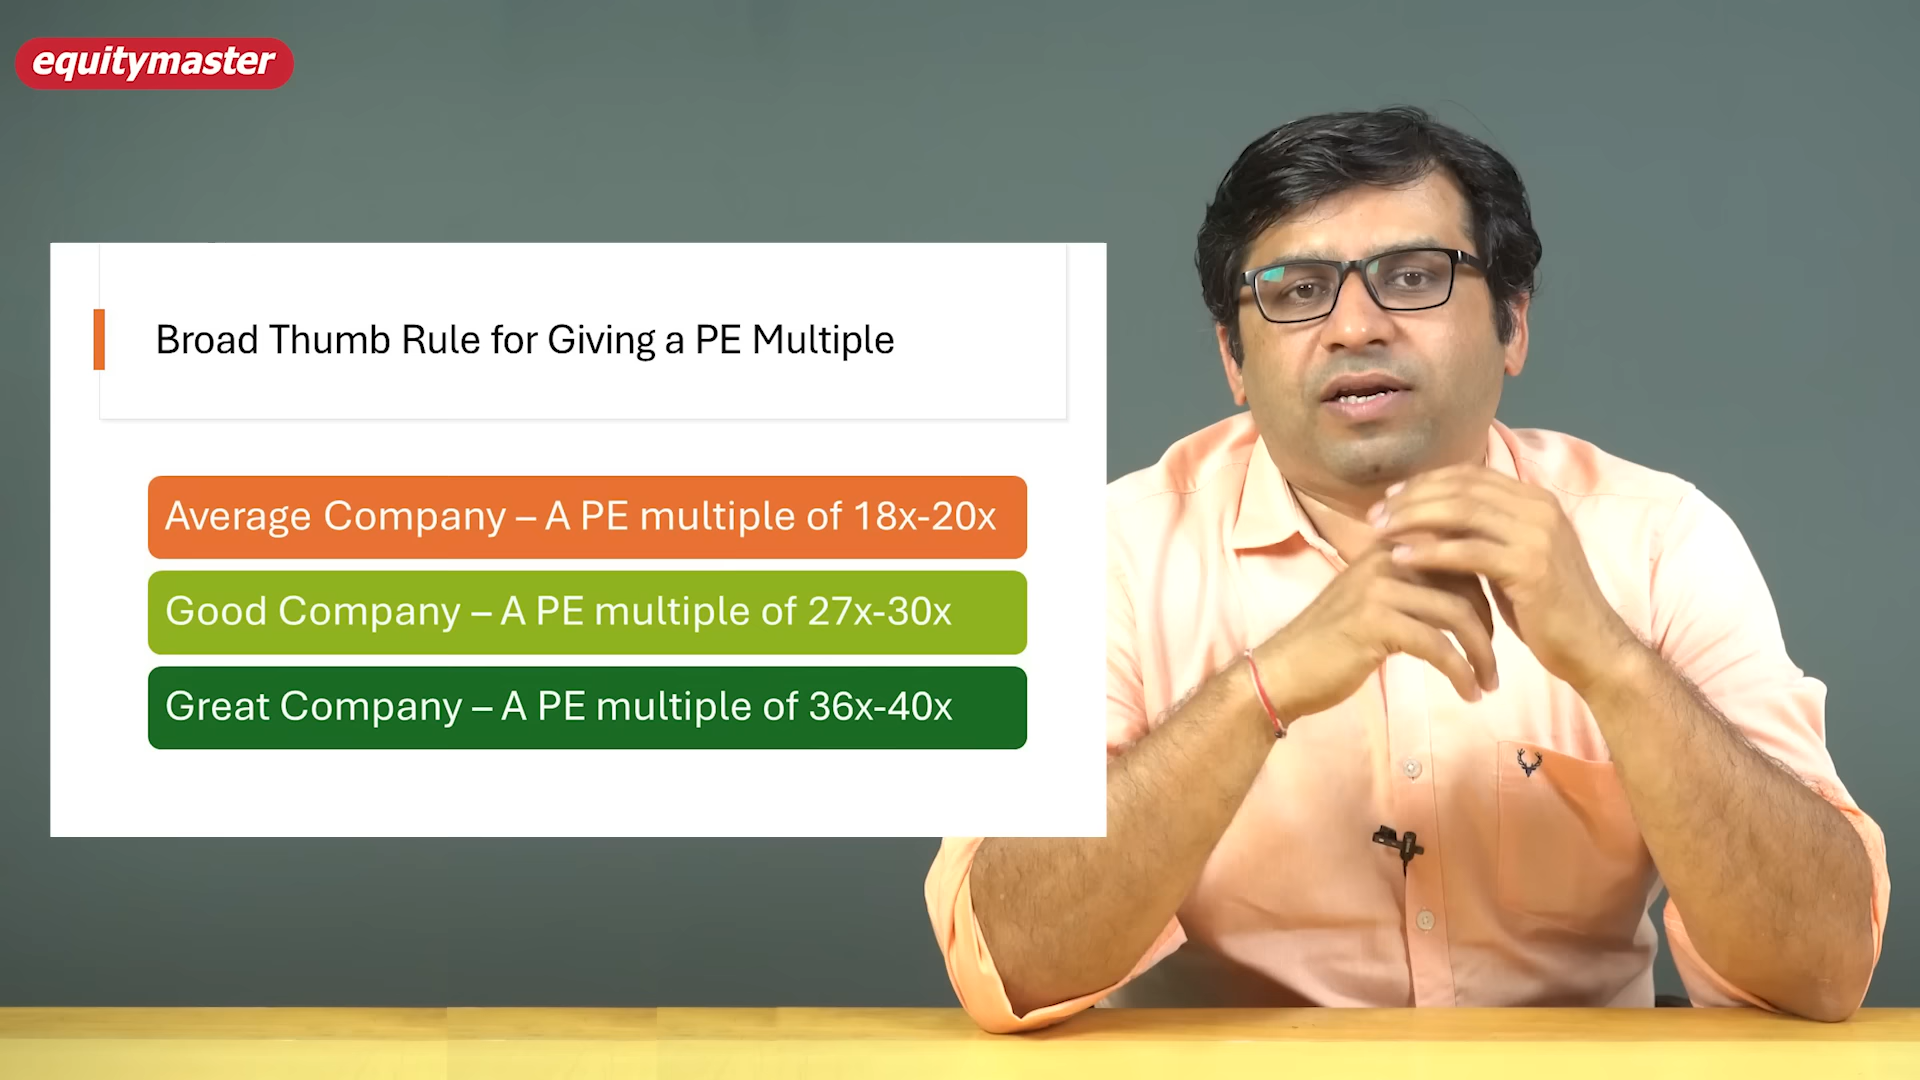 equitymaster
Broad Thumb Rule for Giving a PE Multiple
Average Company – A PE multiple of 18x-20x
Good Company – A PE multiple of 27x-30x
Great Company – A PE multiple of 36x-40x